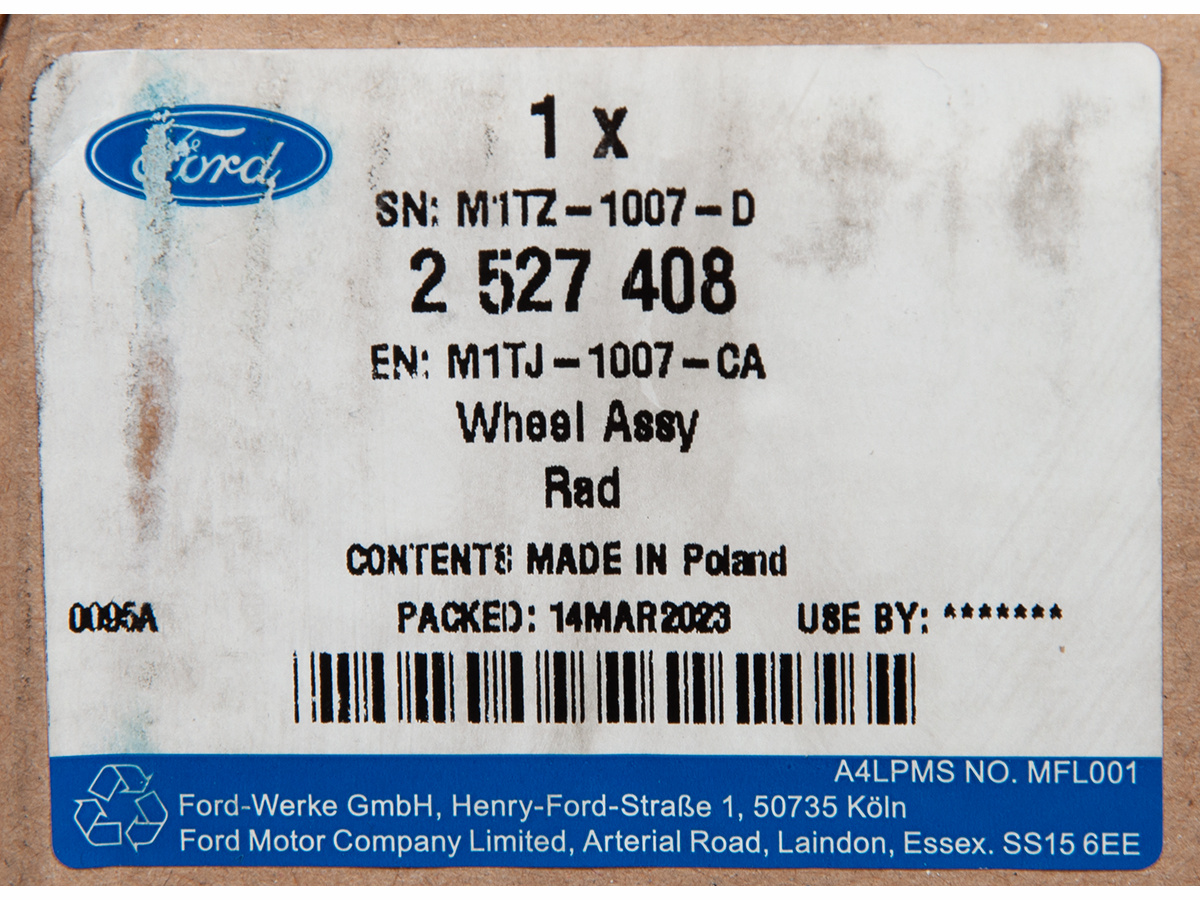 Ford
1 x
SN: M1TZ-1007-D
2 527 408
EN: M1TJ-1007-CA
Wheel Assy
Rad
CONTENTS MADE IN Poland
0095A PACKED: 14MAR2023 USE BY: *******
A4LPMS NO. MFL001
Ford-Werke GmbH, Henry-Ford-Straße 1, 50735 Köln
Ford Motor Company Limited, Arterial Road, Laindon, Essex. SS15 6EE